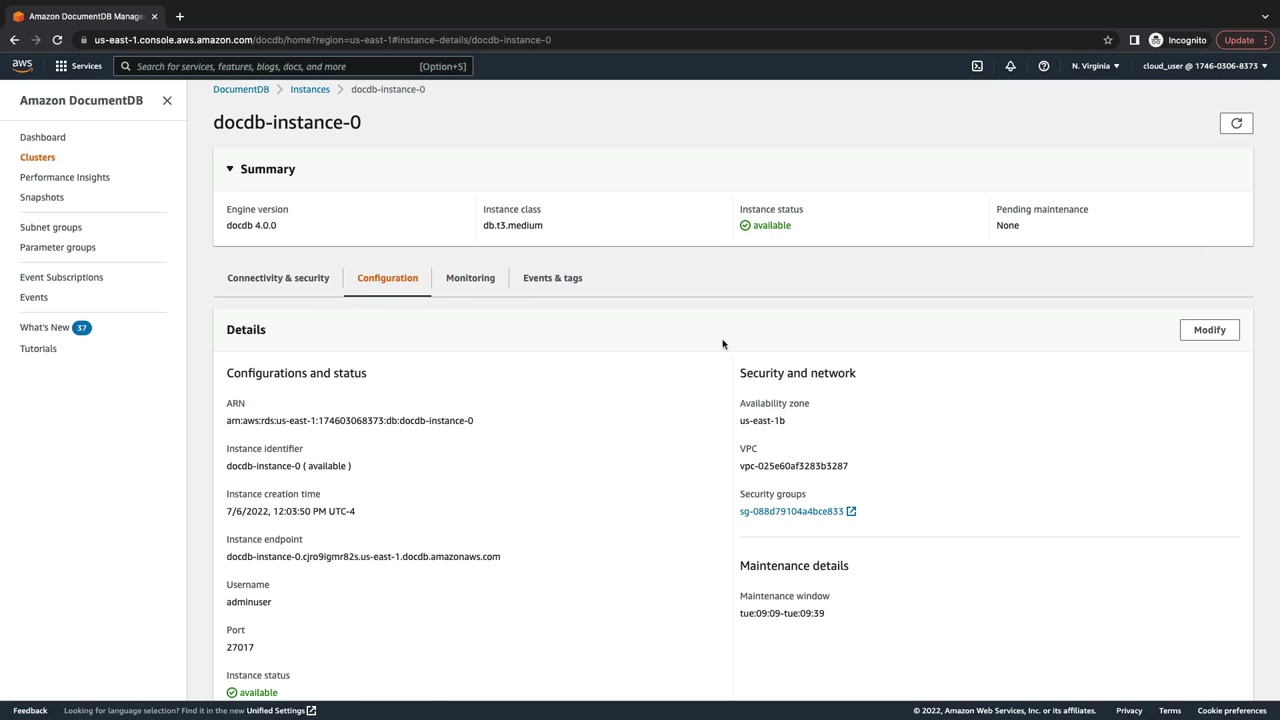 Amazon DocumentDB Manage
us-east-1.console.aws.amazon.com/docdb/home?region=us-east-1#instance-details/docdb-instance-0
Incognito
Update
aws
Services
Search for services, features, blogs, docs, and more
[Option+S]
N. Virginia
cloud_user @ 1746-0306-8373
Amazon DocumentDB
Dashboard
Clusters
Performance Insights
Snapshots
Subnet groups
Parameter groups
Event Subscriptions
Events
What's New 37
Tutorials
DocumentDB > Instances > docdb-instance-0
docdb-instance-0
Summary
Engine version
docdb 4.0.0
Instance class
db.t3.medium
Instance status
available
Pending maintenance
None
Connectivity & security
Configuration
Monitoring
Events & tags
Details
Modify
Configurations and status
ARN
arn:aws:rds:us-east-1:174603068373:db:docdb-instance-0
Instance identifier
docdb-instance-0 ( available )
Instance creation time
7/6/2022, 12:03:50 PM UTC-4
Instance endpoint
docdb-instance-0.cjro9igmr82s.us-east-1.docdb.amazonaws.com
Username
adminuser
Port
27017
Instance status
available
Security and network
Availability zone
us-east-1b
VPC
vpc-025e60af3283b3287
Security groups
sg-088d79104a4bce833
Maintenance details
Maintenance window
tue:09:09-tue:09:39
Feedback
Looking for language selection? Find it in the new Unified Settings
© 2022, Amazon Web Services, Inc. or its affiliates.
Privacy
Terms
Cookie preferences